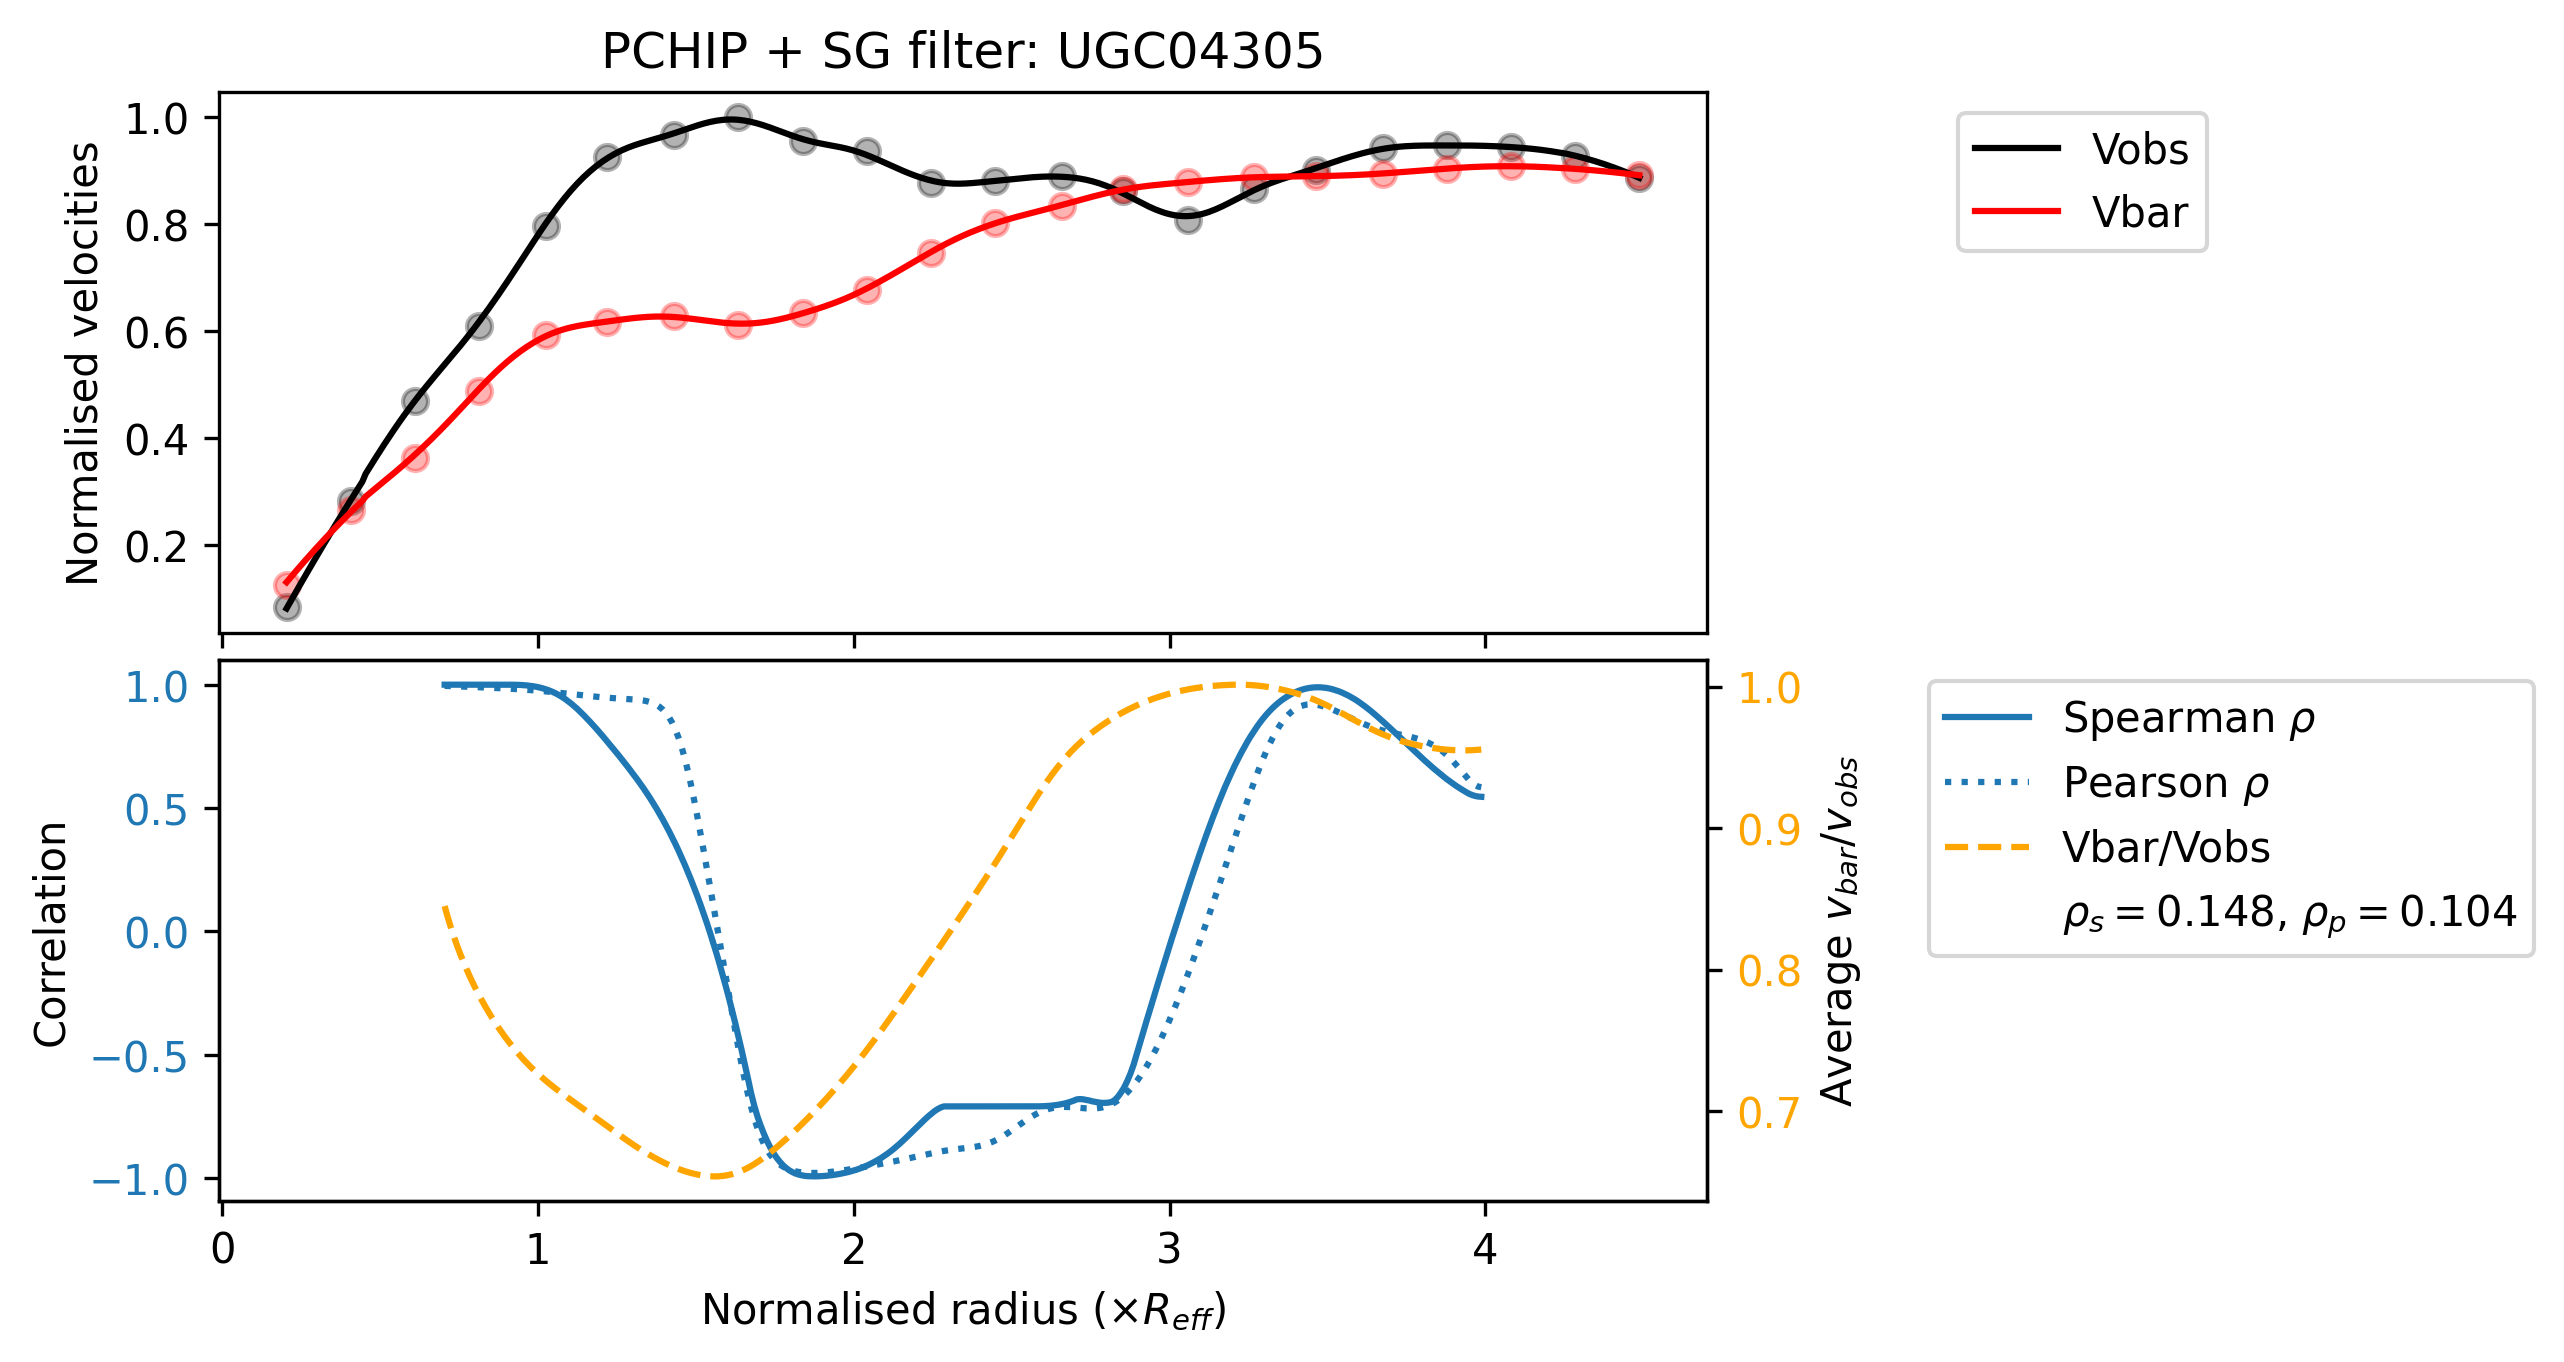 PCHIP + SG filter: UGC04305
Normalised velocities
1.0
0.8
0.6
0.4
0.2
Vobs
Vbar
Correlation
1.0
0.5
0.0
−0.5
−1.0
1.0
0.9
0.8
0.7
Average v_bar/v_obs
Spearman ρ
Pearson ρ
Vbar/Vobs
ρ_s = 0.148, ρ_p = 0.104
0 1 2 3 4
Normalised radius (×R_eff)